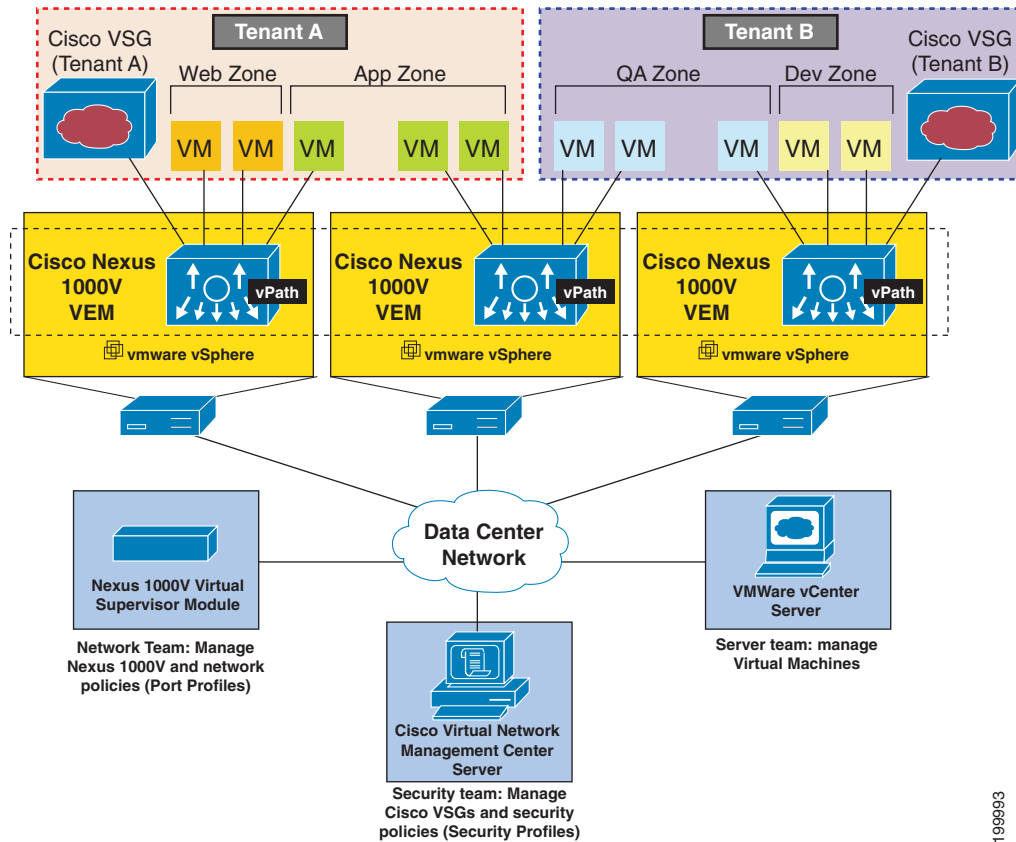 Tenant A
Tenant B
Cisco VSG
(Tenant A)
Web Zone
App Zone
QA Zone
Dev Zone
Cisco VSG
(Tenant B)
VM
VM
VM
VM
VM
VM
VM
VM
VM
VM
Cisco Nexus
1000V
VEM
vPath
vmware vSphere
Cisco Nexus
1000V
VEM
vPath
vmware vSphere
Cisco Nexus
1000V
VEM
vPath
vmware vSphere
Data Center
Network
Nexus 1000V Virtual
Supervisor Module
Network Team: Manage
Nexus 1000V and network
policies (Port Profiles)
VMWare vCenter
Server
Server team: manage
Virtual Machines
Cisco Virtual Network
Management Center
Server
Security team: Manage
Cisco VSGs and security
policies (Security Profiles)
199993